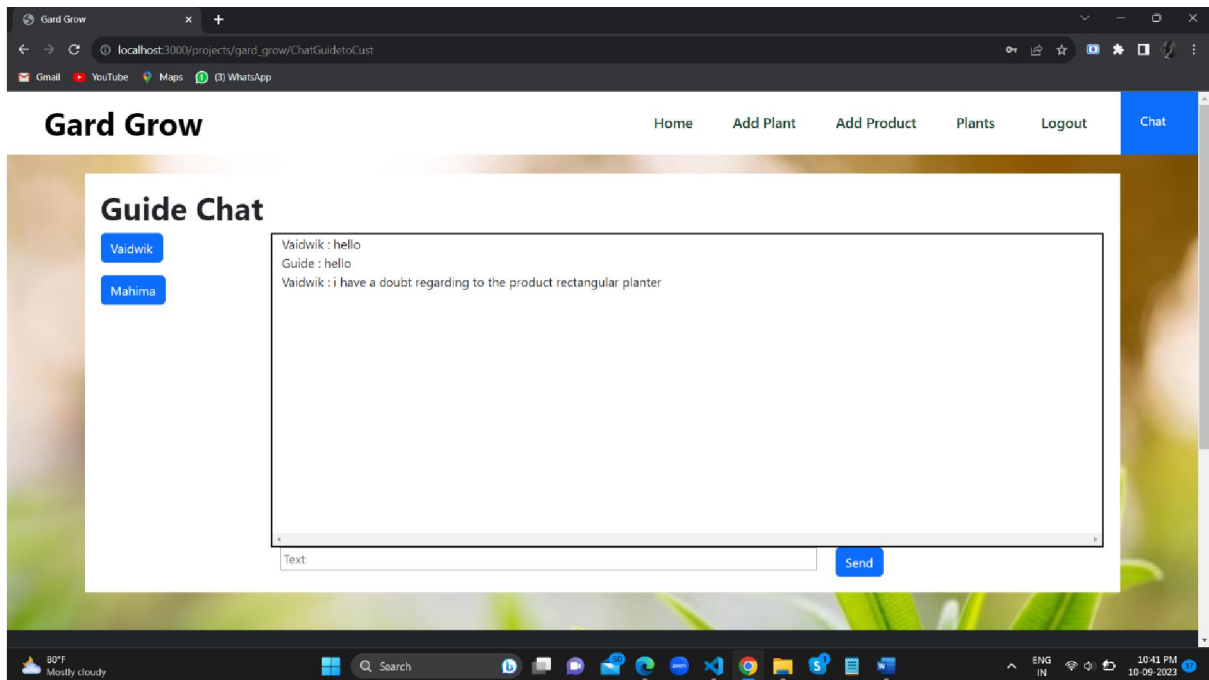 Gard Grow
localhost:3000/projects/gard_grow/ChatGuidetoCust
Gmail YouTube Maps (3) WhatsApp
Gard Grow Home Add Plant Add Product Plants Logout Chat
Guide Chat
Vaidwik
Mahima
Vaidwik : hello
Guide : hello
Vaidwik : i have a doubt regarding to the product rectangular planter
Text Send
80°F
Mostly cloudy
Search
ENG
IN
10:41 PM
10-09-2023